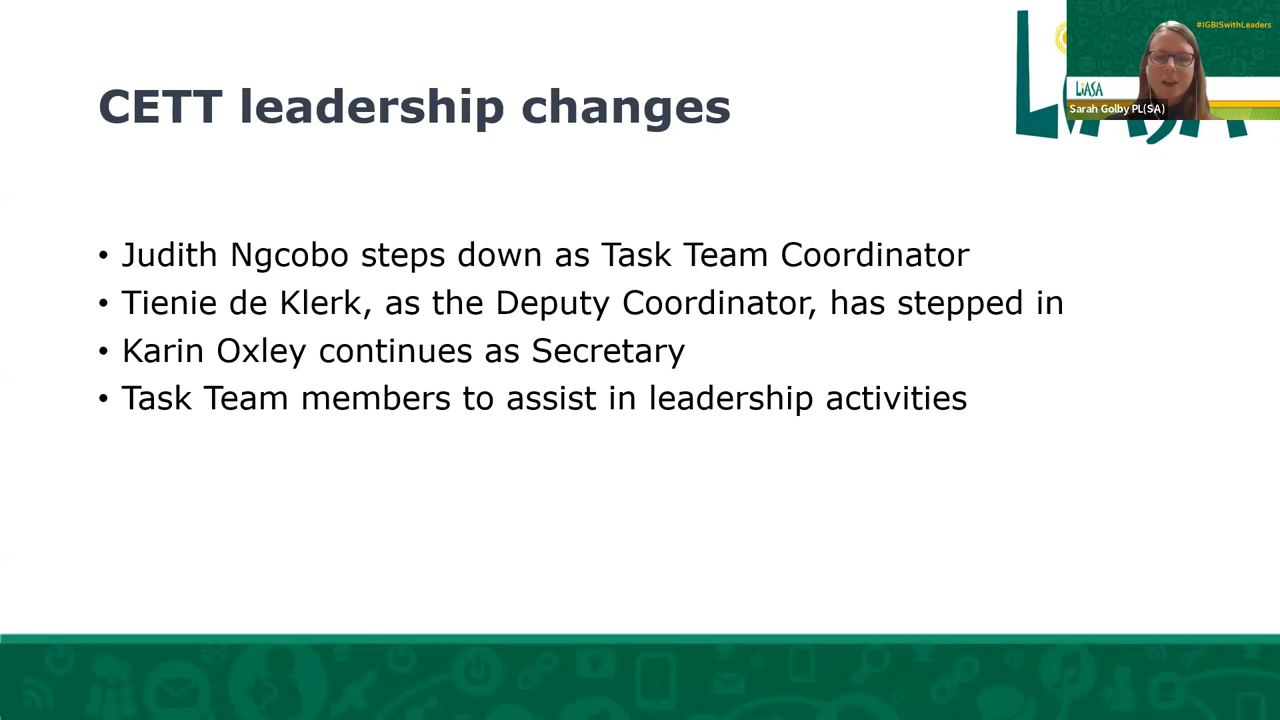 #IGBISwithLeaders
LIASA
Sarah Golby PL(SA)
CETT leadership changes
• Judith Ngcobo steps down as Task Team Coordinator
• Tienie de Klerk, as the Deputy Coordinator, has stepped in
• Karin Oxley continues as Secretary
• Task Team members to assist in leadership activities